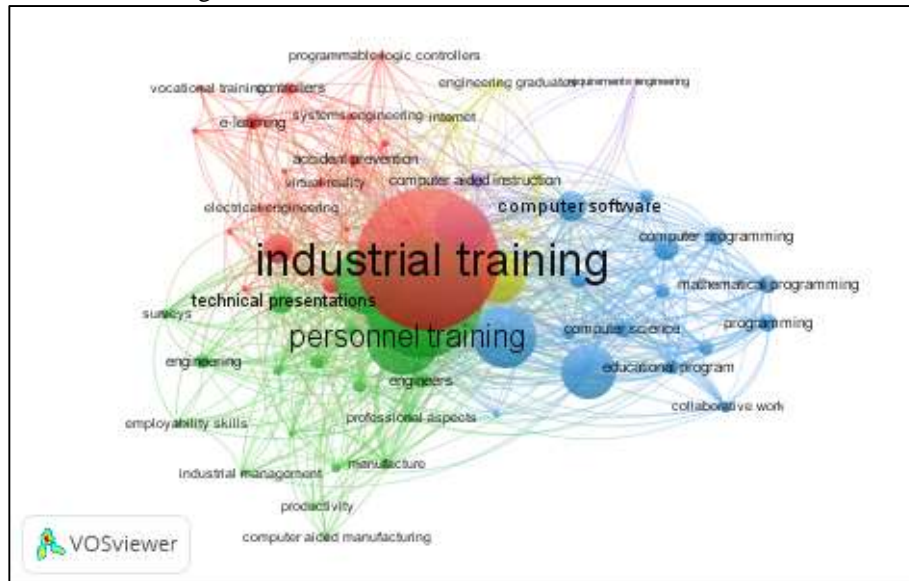 programmable logic controllers
engineering graduates
requirements engineering
vocational training
controllers
systems engineering
internet
e-learning
accident prevention
virtual reality
computer aided instruction
electrical engineering
computer software
computer programming
industrial training
mathematical programming
technical presentations
surveys
programming
computer science
personnel training
engineering
educational program
engineers
collaborative work
professional aspects
employability skills
manufacture
industrial management
productivity
computer aided manufacturing
VOSviewer